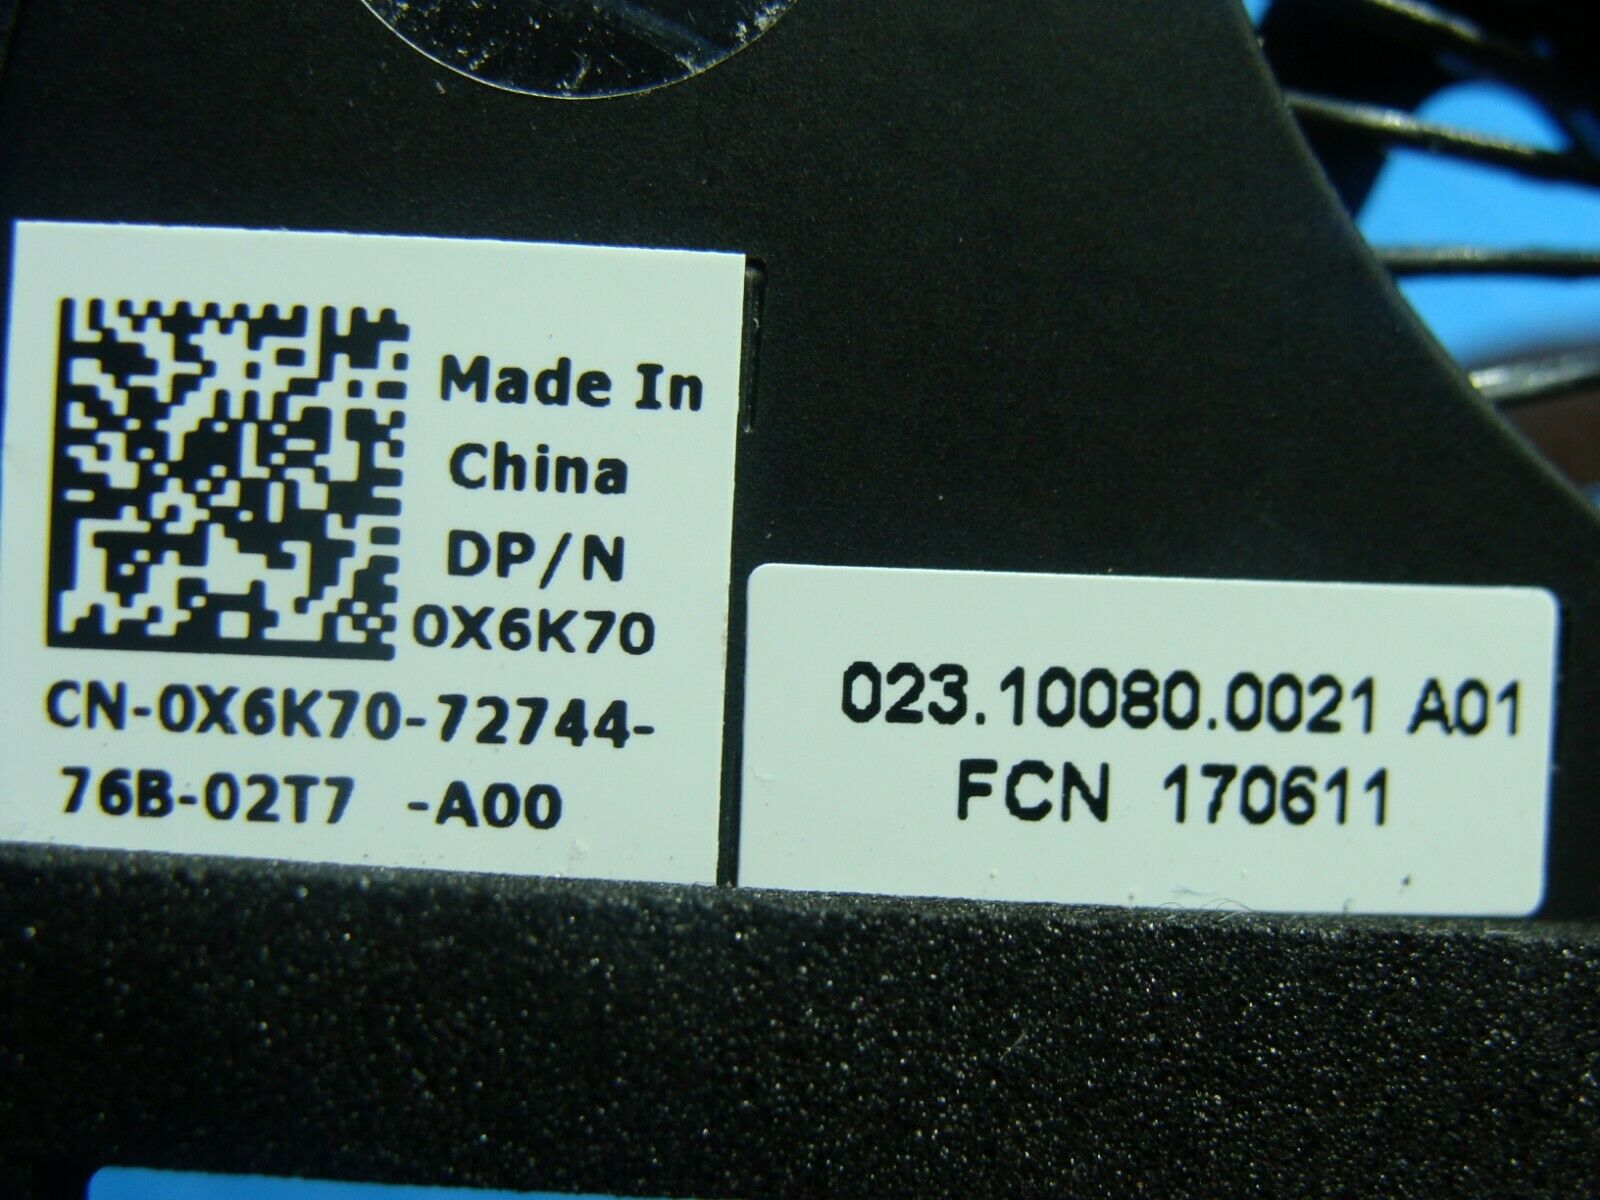 Made In
China
DP/N
0X6K70
CN-0X6K70-72744-
76B-02T7 -A00
023.10080.0021 A01
FCN 170611